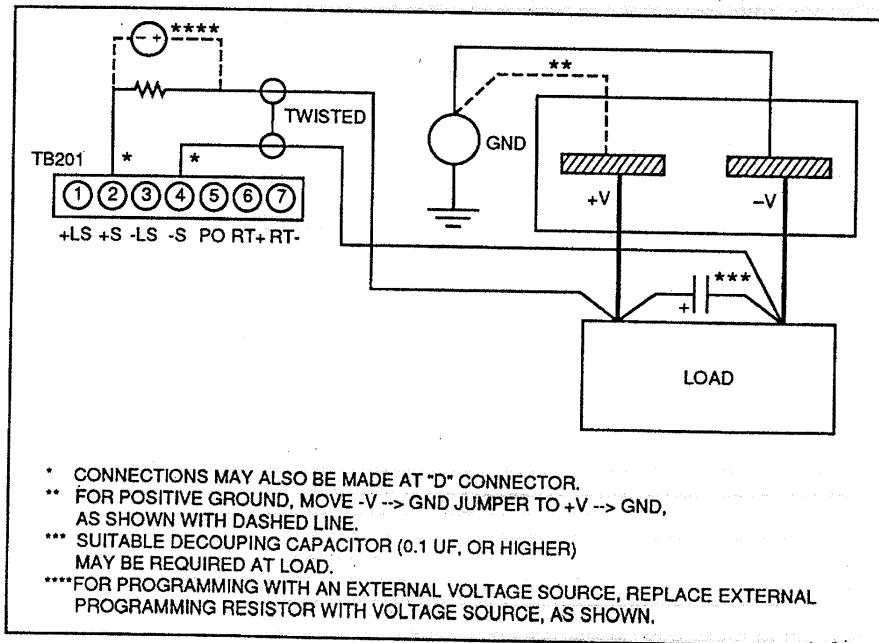 - + ****
**
TWISTED
GND
TB201 * *
1 2 3 4 5 6 7
+LS +S -LS -S PO RT+ RT-
+V -V
***
+
LOAD
* CONNECTIONS MAY ALSO BE MADE AT "D" CONNECTOR.
** FOR POSITIVE GROUND, MOVE -V --> GND JUMPER TO +V --> GND,
AS SHOWN WITH DASHED LINE.
*** SUITABLE DECOUPING CAPACITOR (0.1 UF, OR HIGHER)
MAY BE REQUIRED AT LOAD.
****FOR PROGRAMMING WITH AN EXTERNAL VOLTAGE SOURCE, REPLACE EXTERNAL
PROGRAMMING RESISTOR WITH VOLTAGE SOURCE, AS SHOWN.